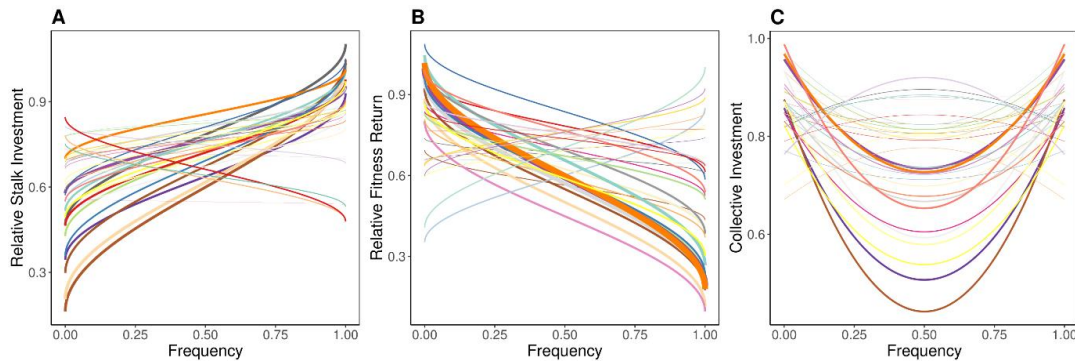 A
Relative Stalk Investment
0.9
0.6
0.3
0.00 0.25 0.50 0.75 1.00
Frequency
B
Relative Fitness Return
0.9
0.6
0.3
0.00 0.25 0.50 0.75 1.00
Frequency
C
Collective Investment
1.0
0.8
0.6
0.00 0.25 0.50 0.75 1.00
Frequency